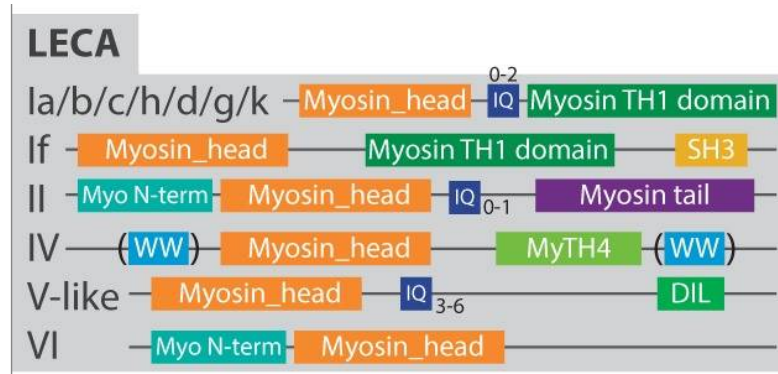 LECA
0-2
Ia/b/c/h/d/g/k Myosin_head IQ Myosin TH1 domain
If Myosin_head Myosin TH1 domain SH3
II Myo N-term Myosin_head IQ 0-1 Myosin tail
IV (WW) Myosin_head MyTH4 (WW)
V-like Myosin_head IQ 3-6 DIL
VI Myo N-term Myosin_head